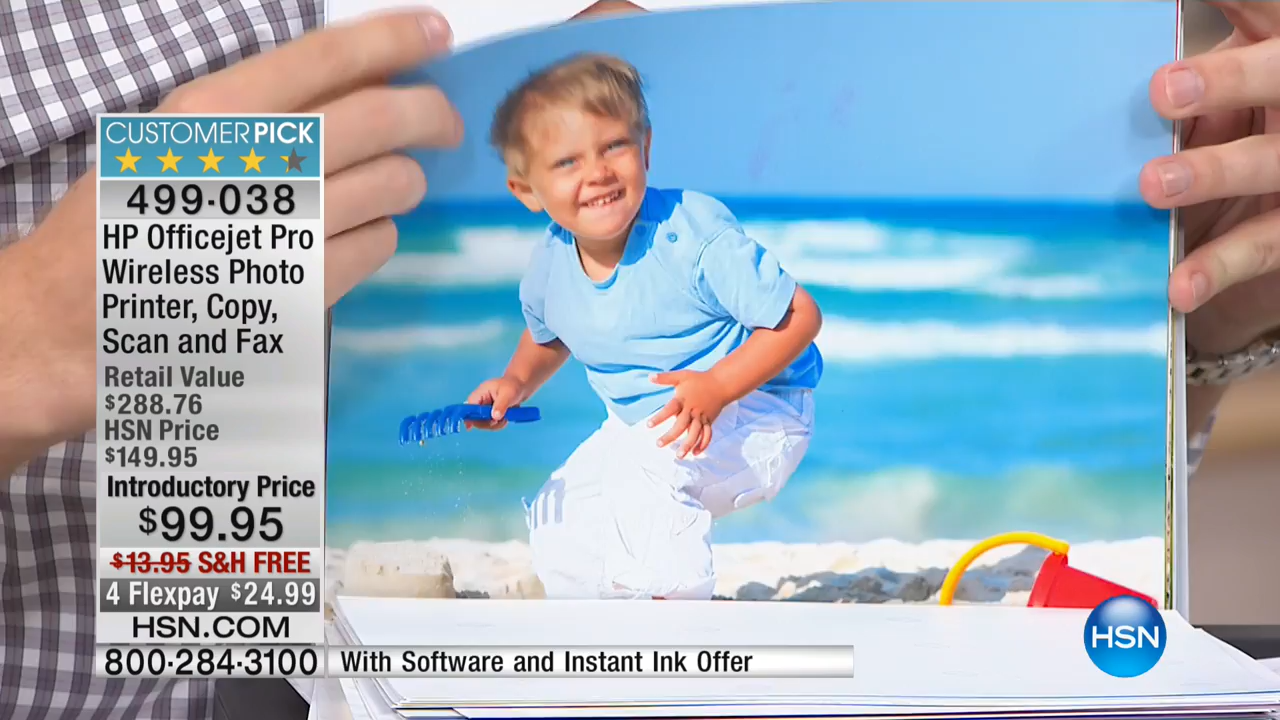 CUSTOMERPICK
499·038
HP Officejet Pro
Wireless Photo
Printer, Copy,
Scan and Fax
Retail Value
$288.76
HSN Price
$149.95
Introductory Price
$99.95
$13.95 S&H FREE
4 Flexpay $24.99
HSN.COM
800·284·3100
With Software and Instant Ink Offer
HSN